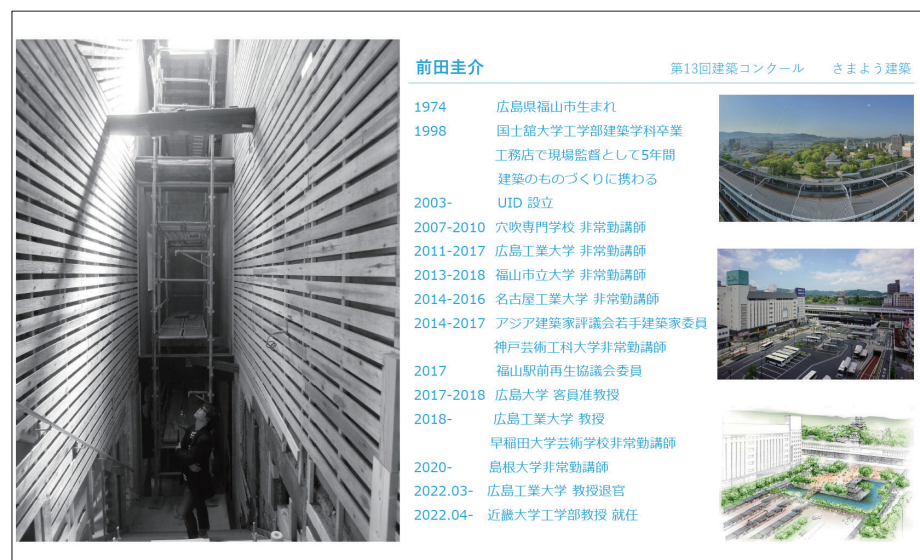 前田圭介 第13回建築コンクール さまよう建築
1974 広島県福山市生まれ
1998 国士舘大学工学部建築学科卒業
工務店で現場監督として5年間
建築のものづくりに携わる
2003- UID 設立
2007-2010 穴吹専門学校 非常勤講師
2011-2017 広島工業大学 非常勤講師
2013-2018 福山市立大学 非常勤講師
2014-2016 名古屋工業大学 非常勤講師
2014-2017 アジア建築家評議会若手建築家委員
神戸芸術工科大学非常勤講師
2017 福山駅前再生協議会委員
2017-2018 広島大学 客員准教授
2018- 広島工業大学 教授
早稲田大学芸術学校非常勤講師
2020- 島根大学非常勤講師
2022.03- 広島工業大学 教授退官
2022.04- 近畿大学工学部教授 就任